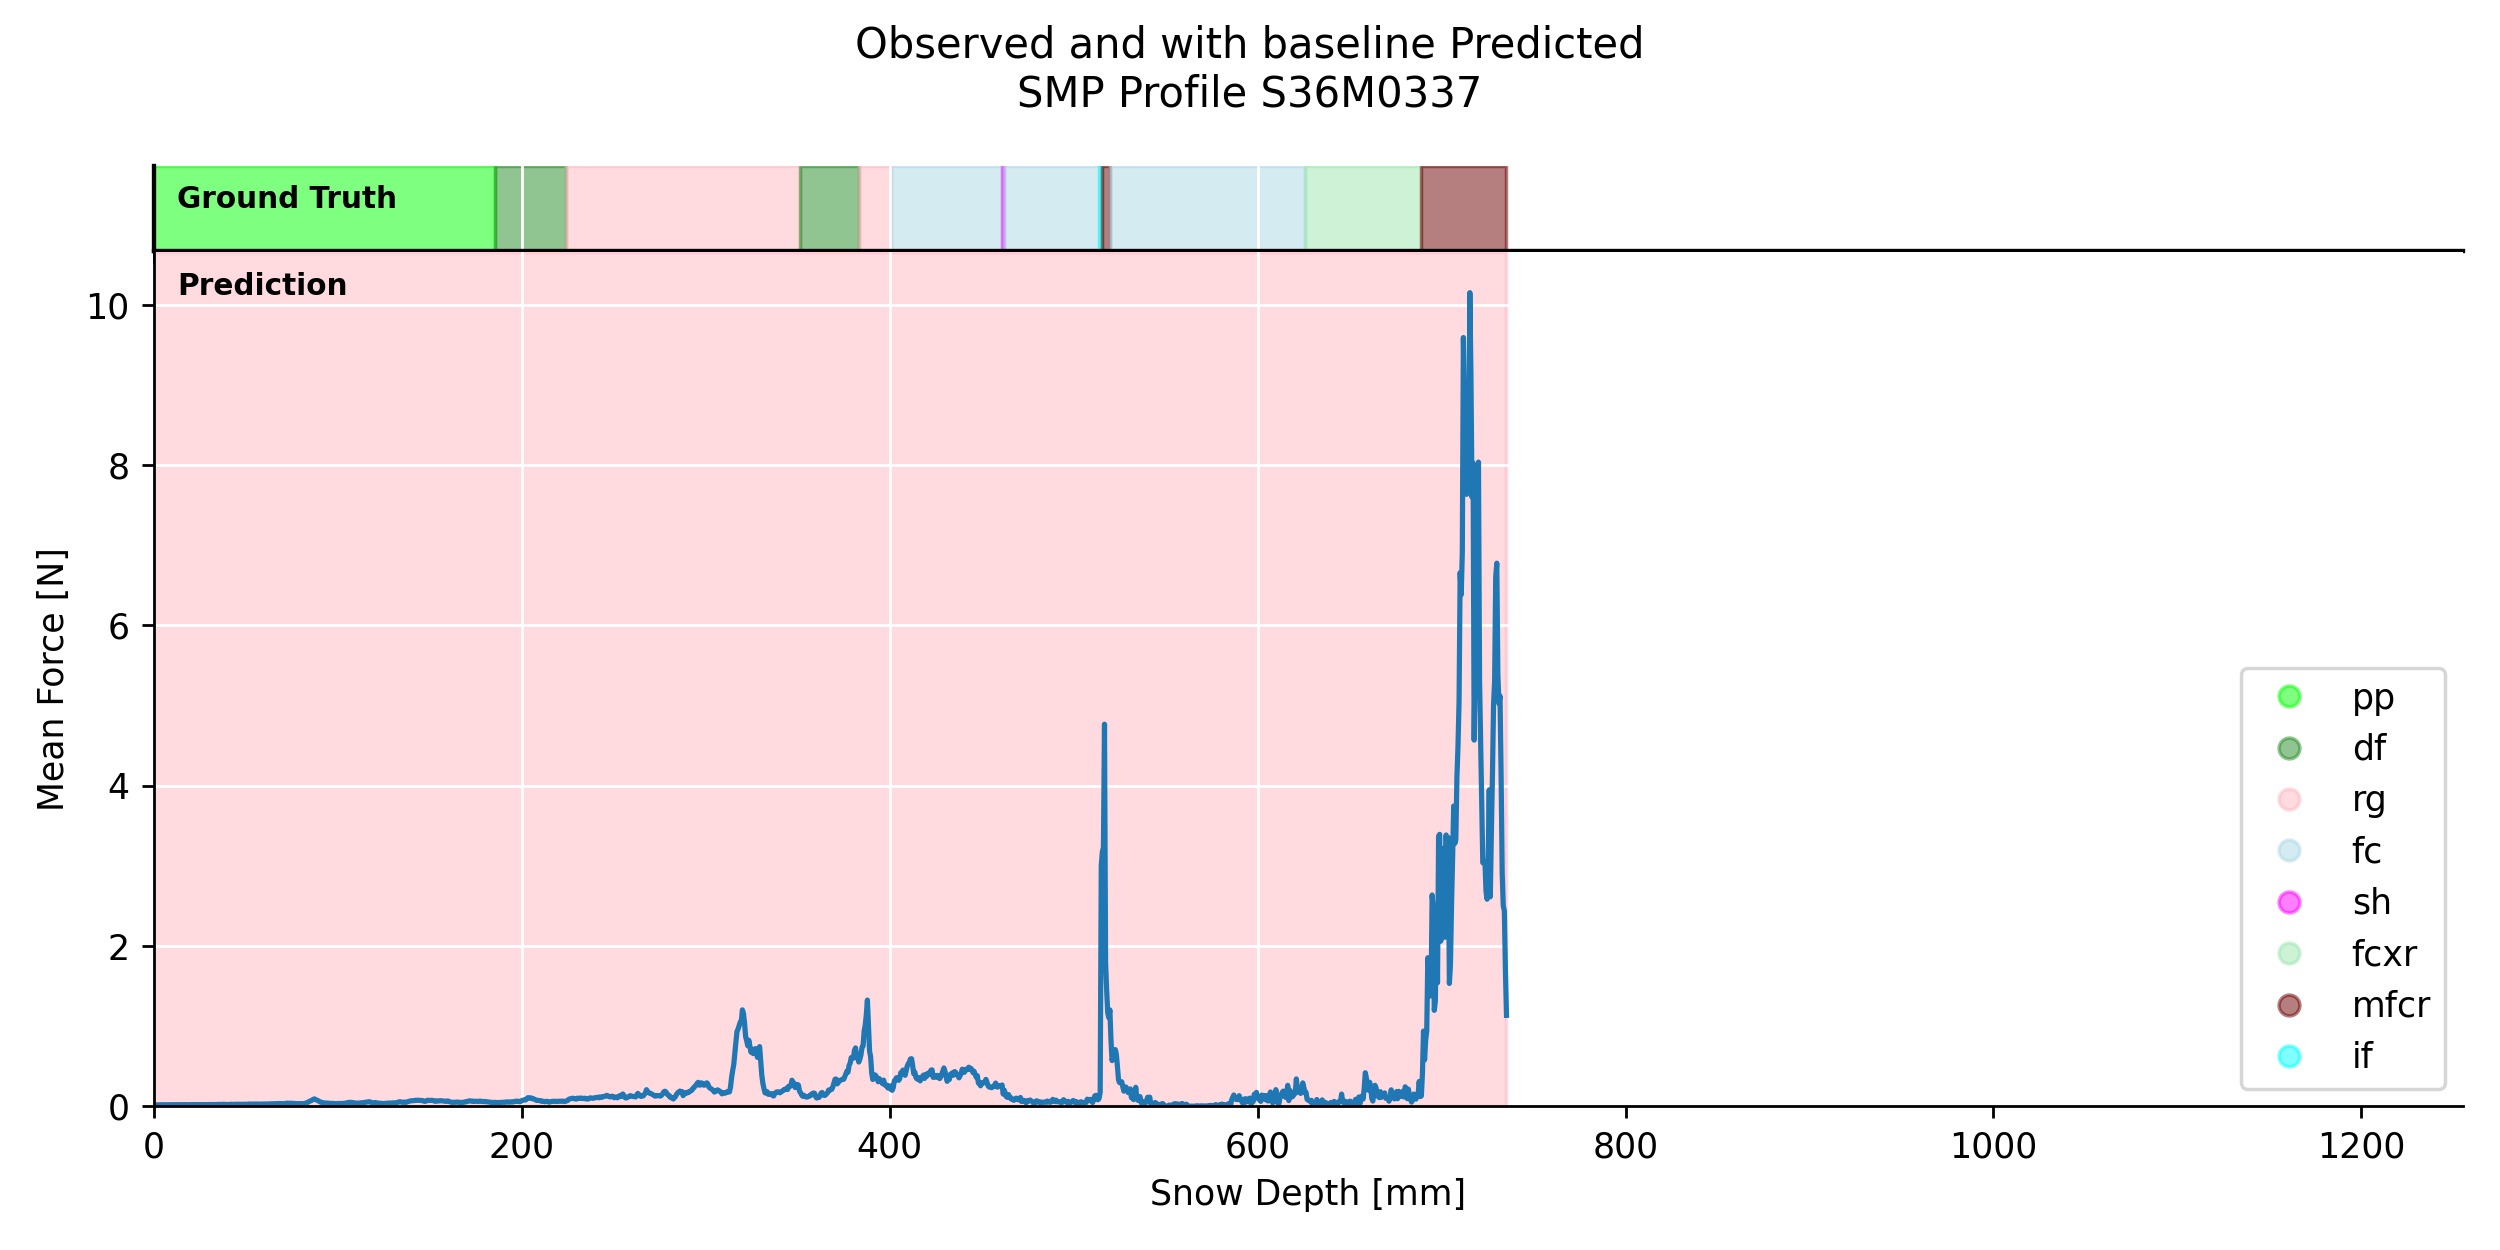 Observed and with baseline Predicted
SMP Profile S36M0337
Ground Truth
Prediction
10
8
6
4
2
0
Mean Force [N]
0 200 400 600 800 1000 1200
Snow Depth [mm]
pp
df
rg
fc
sh
fcxr
mfcr
if